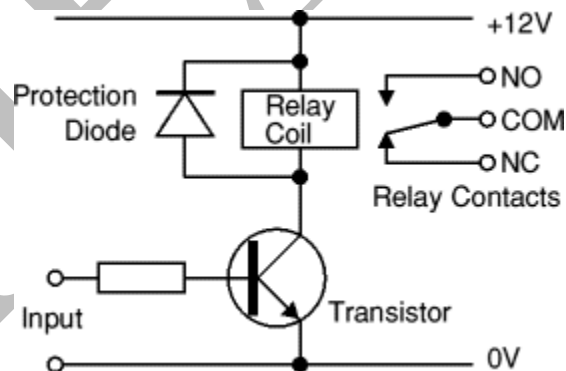 +12V
Protection
Diode
Relay
Coil
NO
COM
NC
Relay Contacts
Input
Transistor
0V